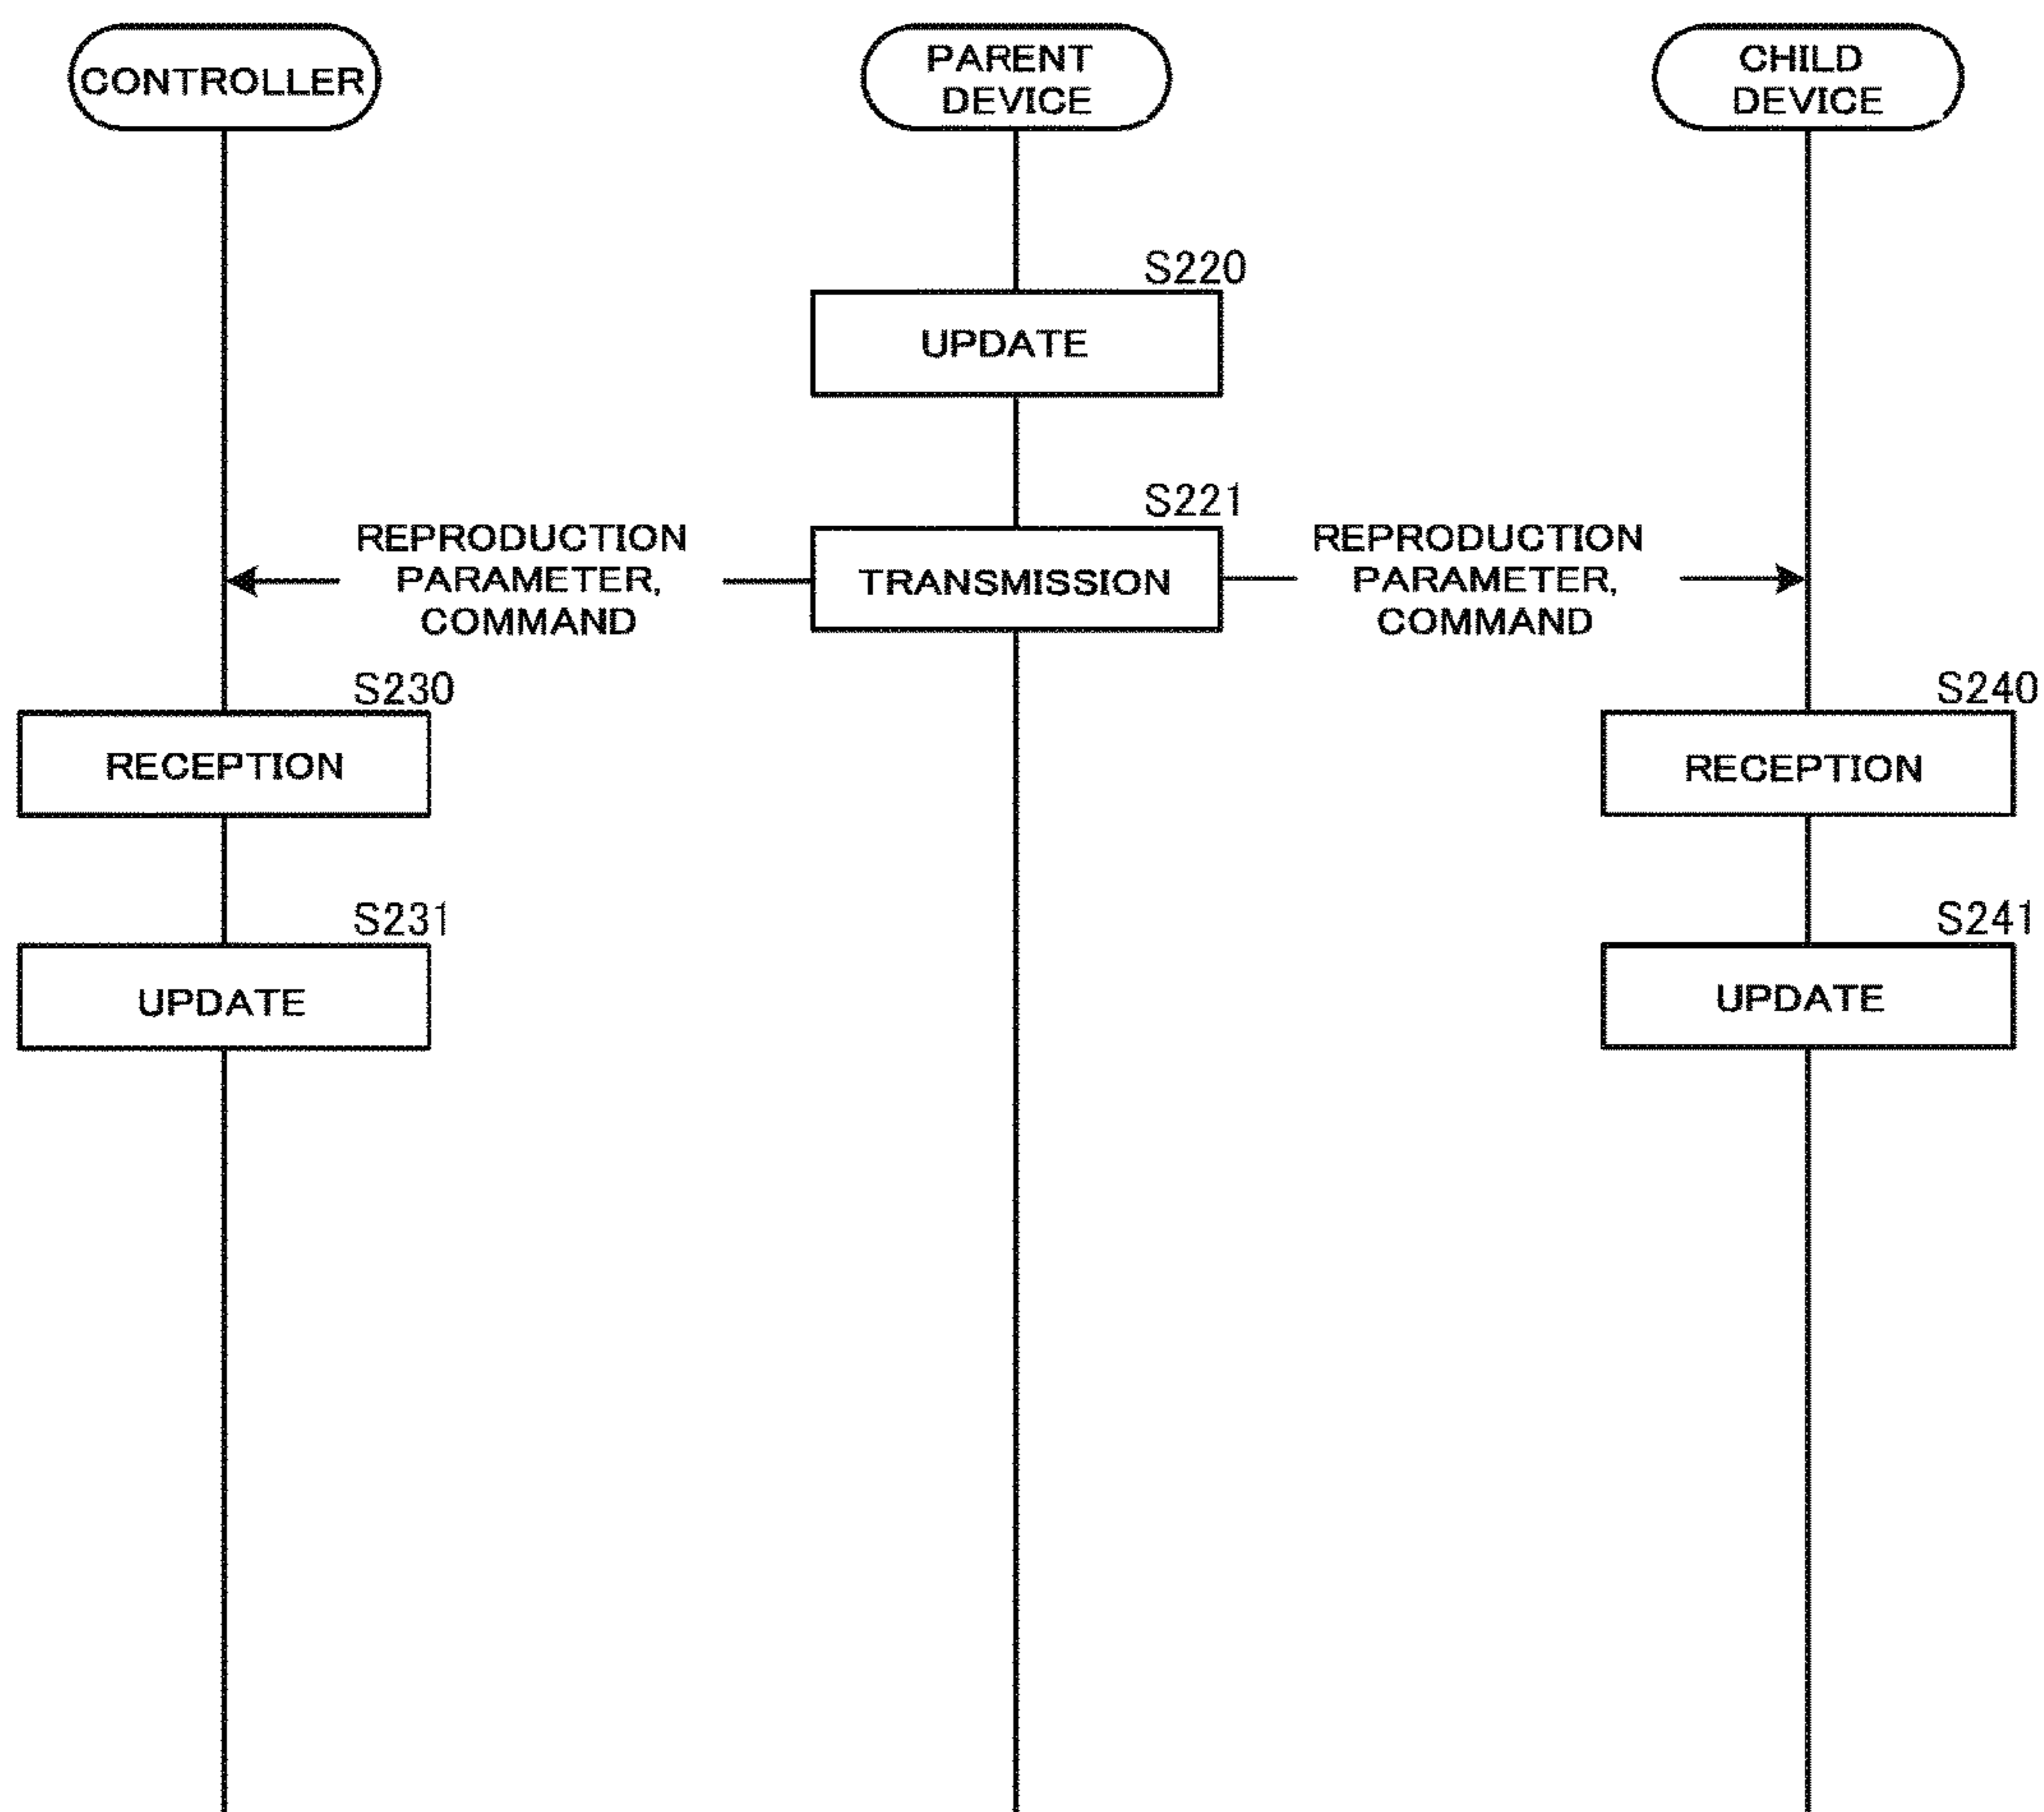 CONTROLLER
PARENT
DEVICE
CHILD
DEVICE
S220
UPDATE
S221
TRANSMISSION
REPRODUCTION
PARAMETER,
COMMAND
REPRODUCTION
PARAMETER,
COMMAND
S230
RECEPTION
S240
RECEPTION
S231
UPDATE
S241
UPDATE